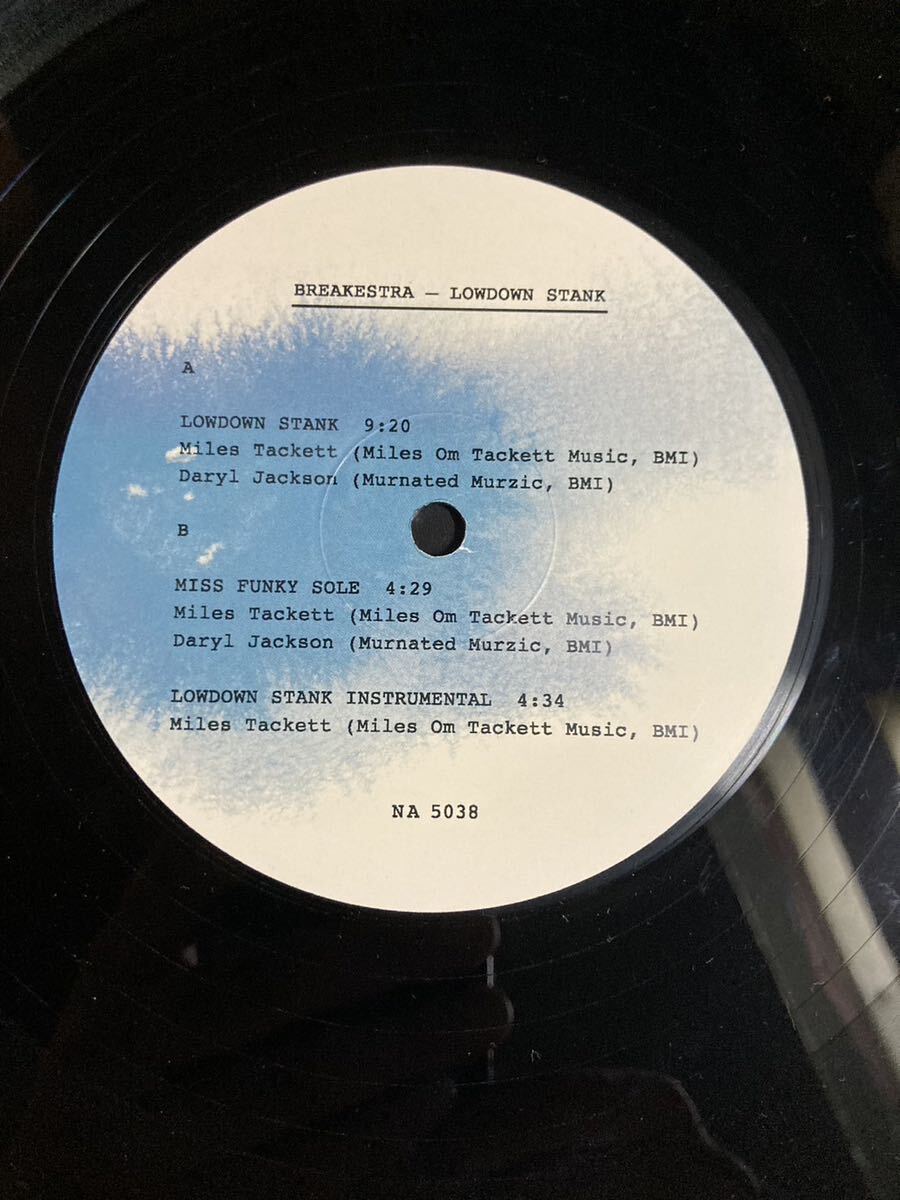 BREAKESTRA – LOWDOWN STANK
A
LOWDOWN STANK 9:20
Miles Tackett (Miles Om Tackett Music, BMI)
Daryl Jackson (Murnated Murzic, BMI)
B
MISS FUNKY SOLE 4:29
Miles Tackett (Miles Om Tackett Music, BMI)
Daryl Jackson (Murnated Murzic, BMI)
LOWDOWN STANK INSTRUMENTAL 4:34
Miles Tackett (Miles Om Tackett Music, BMI)
NA 5038